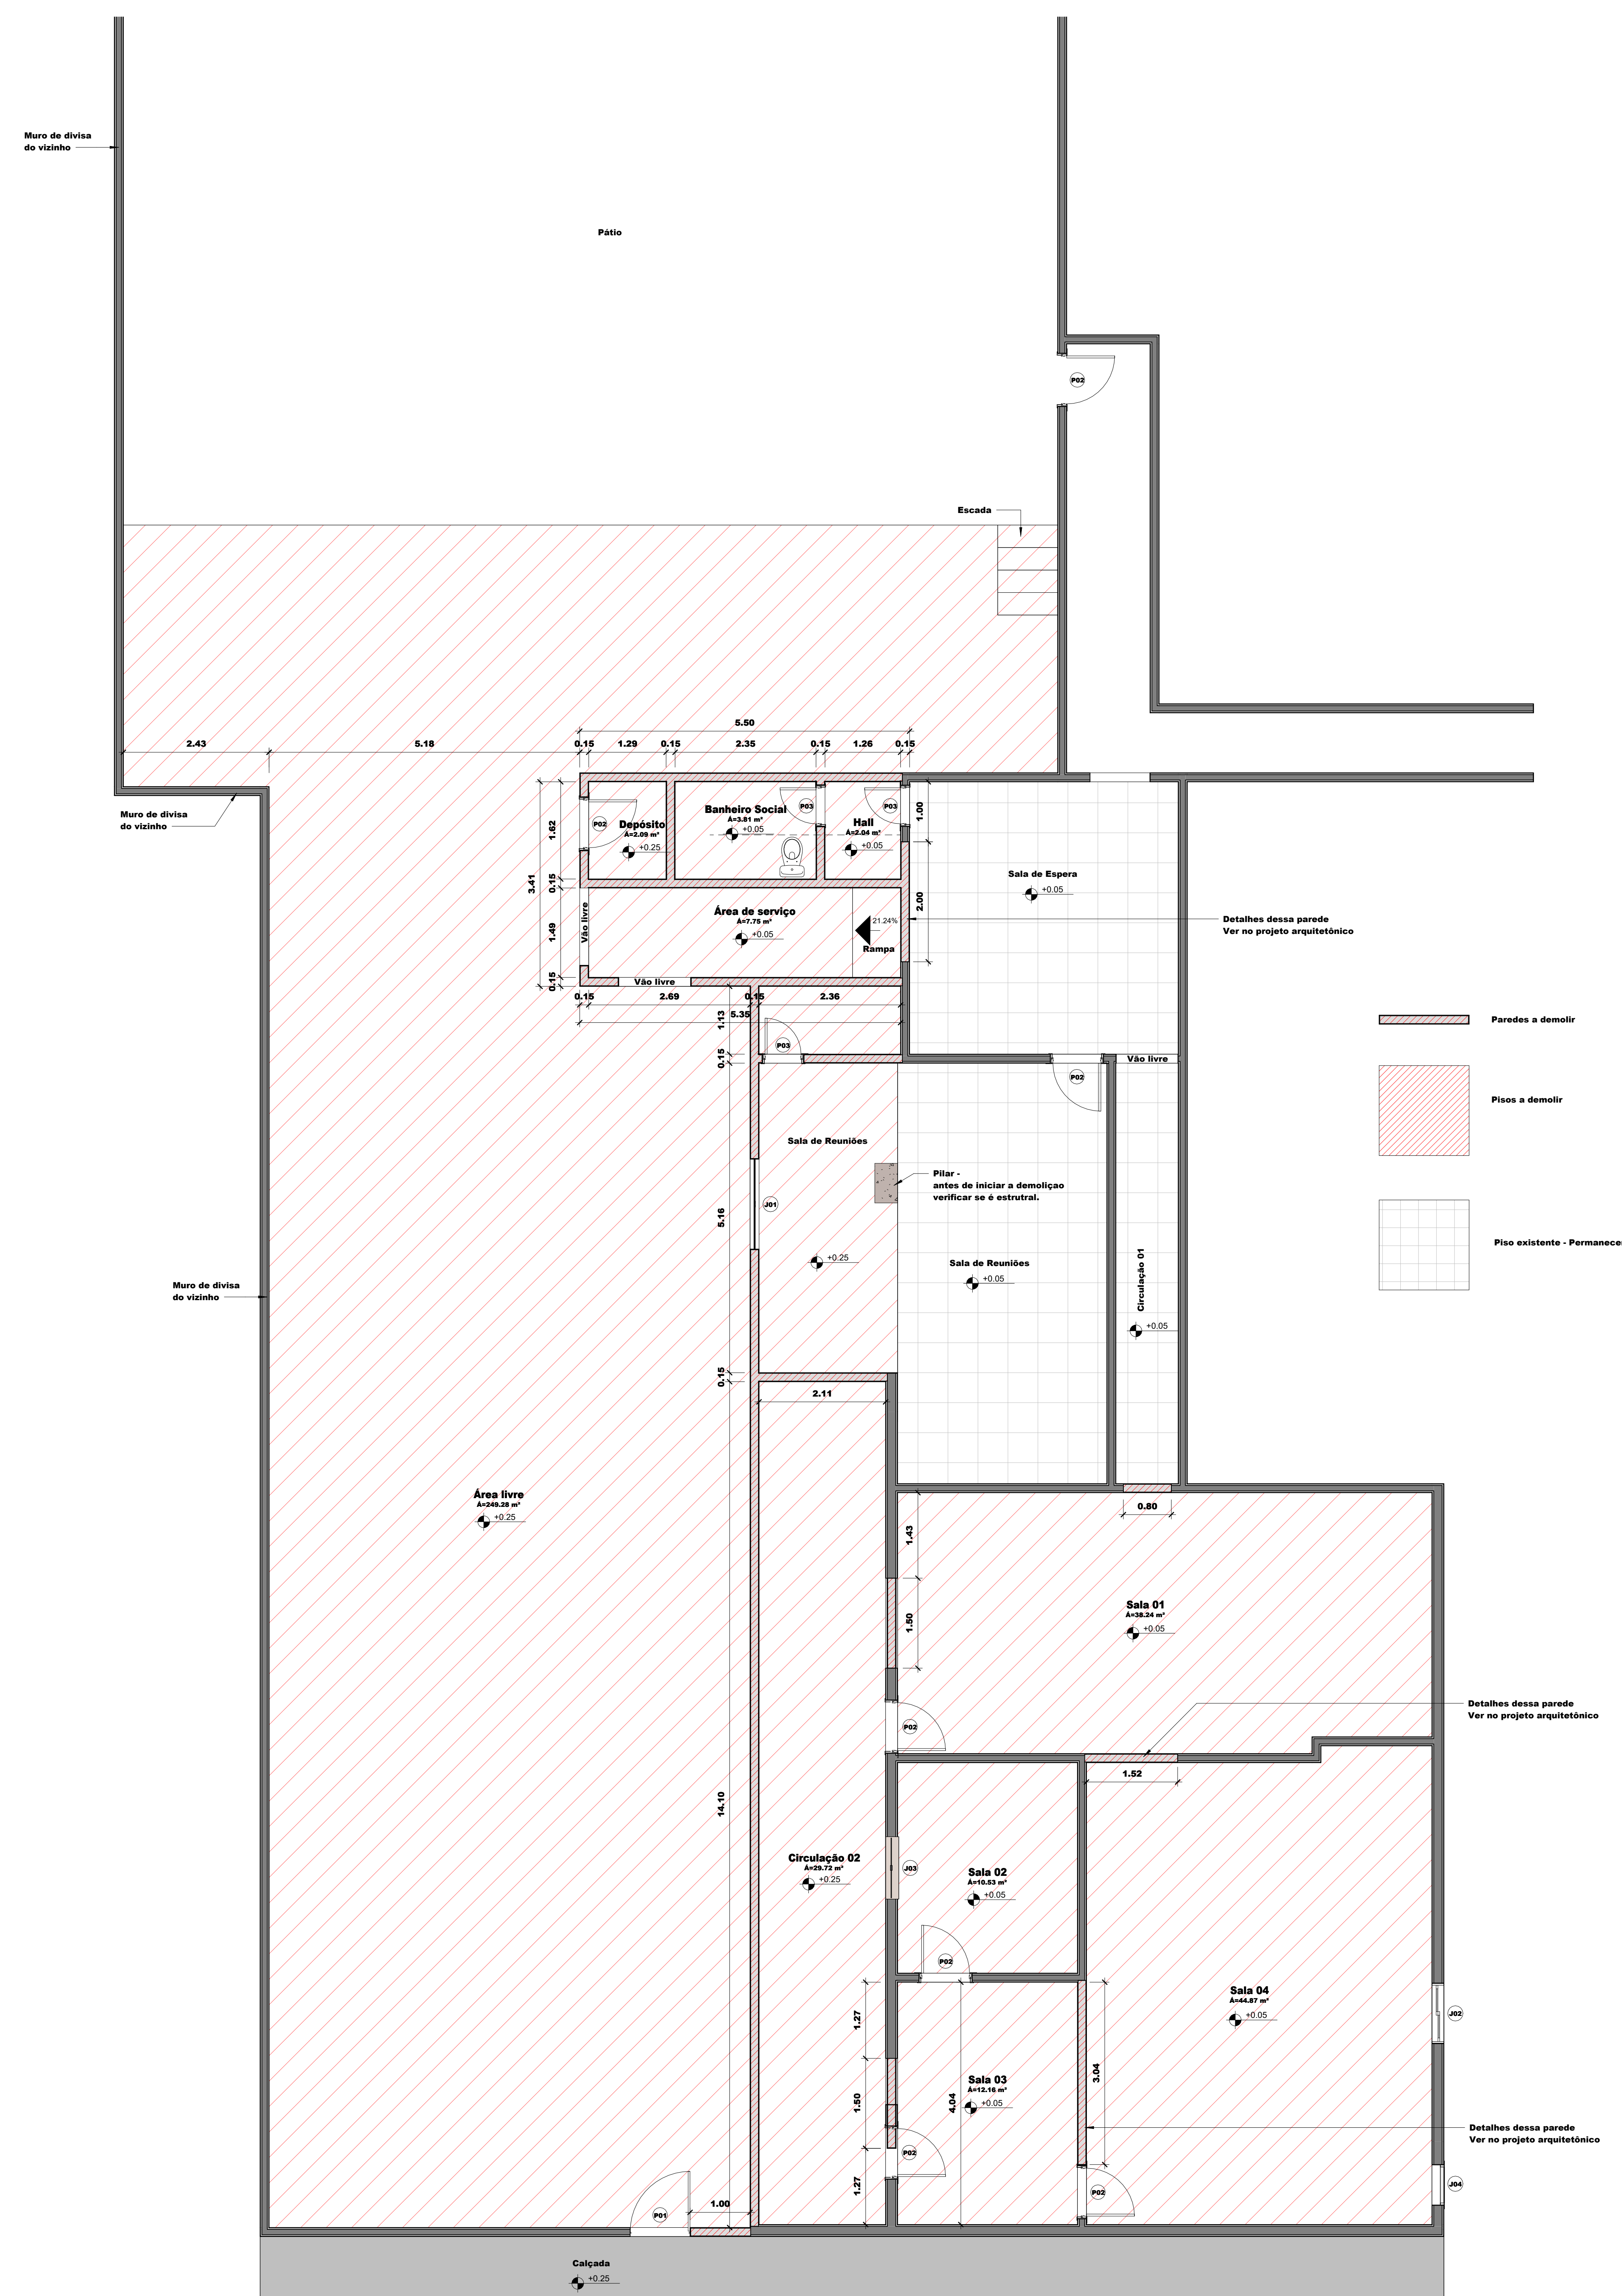 Muro de divisa
do vizinho
Pátio
P02
Escada
5.50
2.43
5.18
0.15
1.29
0.15
2.35
0.15
1.26
0.15
Muro de divisa
do vizinho
3.41
1.62
0.15
1.49
0.15
P02
Depósito
A=2.09 m²
+0.25
Banheiro Social
A=3.81 m²
+0.05
P03
Hall
A=2.04 m²
+0.05
P03
1.00
2.00
Sala de Espera
+0.05
Detalhes dessa parede
Ver no projeto arquitetônico
Vão livre
Área de serviço
A=7.75 m²
+0.05
21.24%
Rampa
Vão livre
0.15
2.69
0.15
2.36
5.35
1.13
0.15
P03
P02
Vão livre
Paredes a demolir
Pisos a demolir
Piso existente - Permanece
Sala de Reuniões
Pilar -
antes de iniciar a demoliçao
verificar se é estrutral.
J01
5.16
+0.25
Sala de Reuniões
+0.05
Circulação 01
+0.05
Muro de divisa
do vizinho
0.15
2.11
Área livre
A=249.28 m²
+0.25
0.80
1.43
1.50
Sala 01
A=38.24 m²
+0.05
P02
Detalhes dessa parede
Ver no projeto arquitetônico
1.52
14.10
Circulação 02
A=29.72 m²
+0.25
J03
Sala 02
A=10.53 m²
+0.05
P02
Sala 04
A=44.87 m²
+0.05
J02
1.27
1.50
1.27
Sala 03
A=12.16 m²
+0.05
4.04
3.04
P02
Detalhes dessa parede
Ver no projeto arquitetônico
P02
J04
1.00
P01
Calçada
+0.25